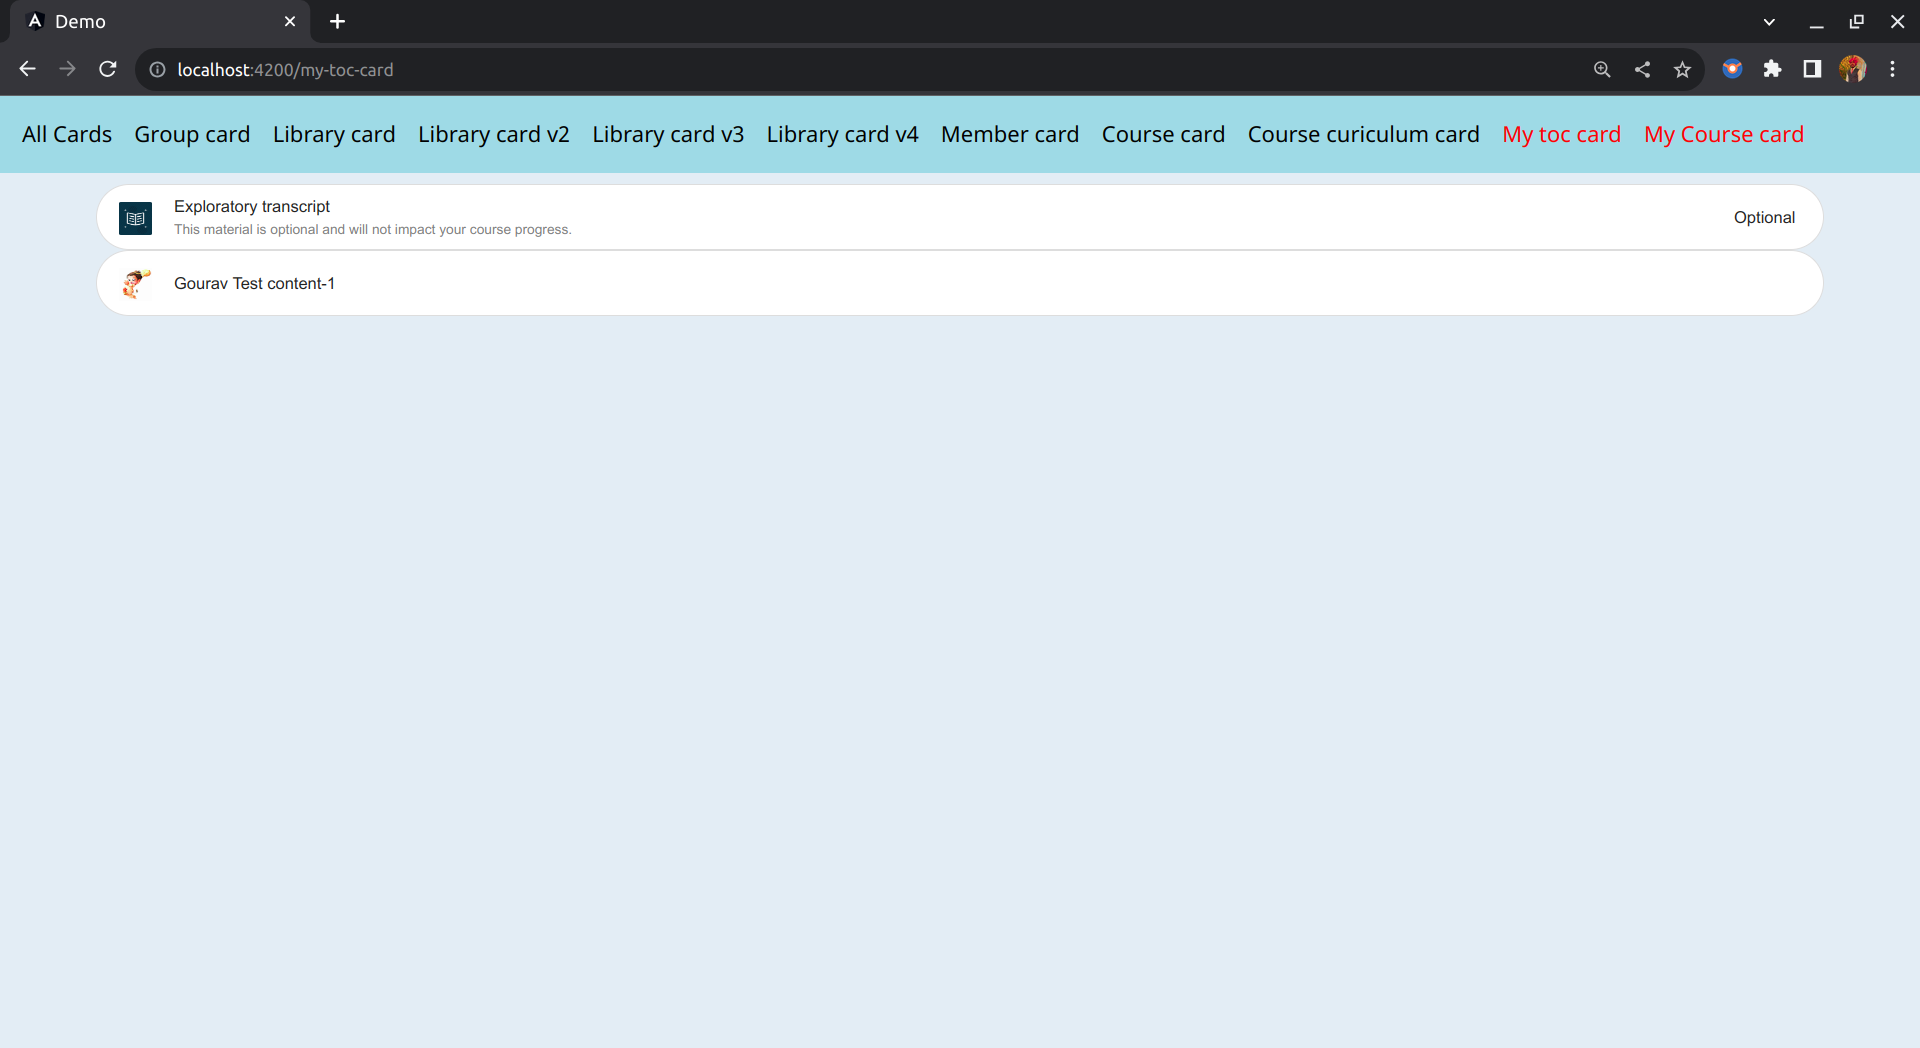 Demo
localhost:4200/my-toc-card
All Cards Group card Library card Library card v2 Library card v3 Library card v4 Member card Course card Course curiculum card My toc card My Course card
Exploratory transcript
This material is optional and will not impact your course progress.
Optional
Gourav Test content-1